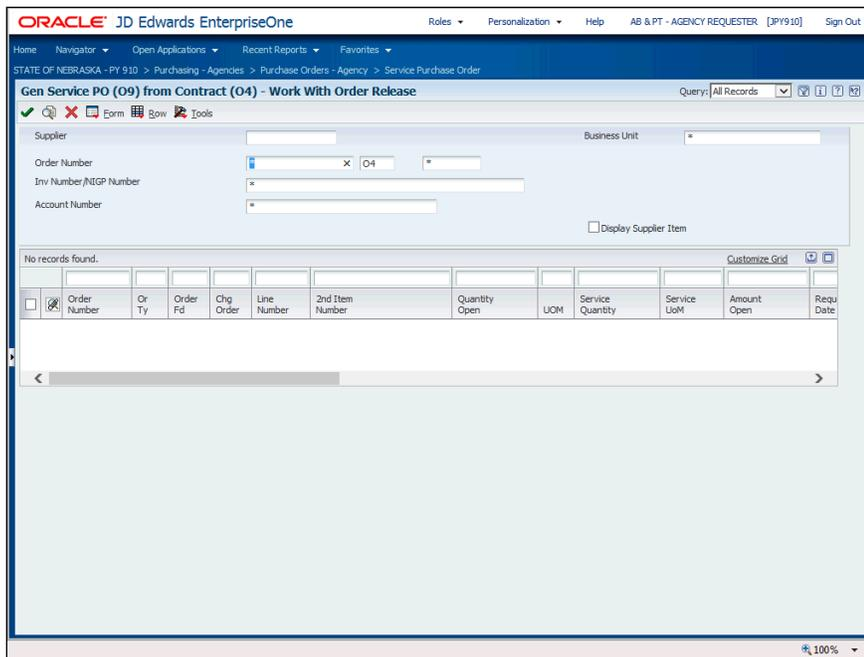 ORACLE® JD Edwards EnterpriseOne Roles Personalization Help AB & PT - AGENCY REQUESTER [JPY910] Sign Out
Home Navigator Open Applications Recent Reports Favorites
STATE OF NEBRASKA - PY 910 > Purchasing - Agencies > Purchase Orders - Agency > Service Purchase Order
Gen Service PO (O9) from Contract (O4) - Work With Order Release Query: All Records
Form Row Tools
Supplier Business Unit *
Order Number * O4 *
Inv Number/NIGP Number *
Account Number *
Display Supplier Item
No records found. Customize Grid
Order Number Or Ty Order Fd Chg Order Line Number 2nd Item Number Quantity Open UOM Service Quantity Service UoM Amount Open Requ Date
100%